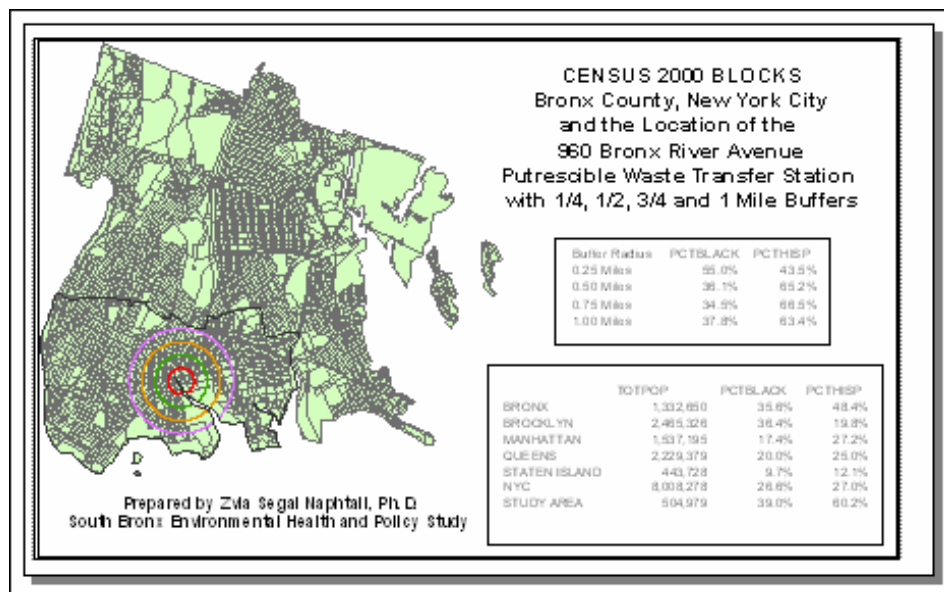 CENSUS 2000 BLOCKS
Bronx County, New York City
and the Location of the
960 Bronx River Avenue
Putrescible Waste Transfer Station
with 1/4, 1/2, 3/4 and 1 Mile Buffers
Buffer Radius PCTBLACK PCTHISP
0.25 Miles 55.0% 43.5%
0.50 Miles 36.1% 65.2%
0.75 Miles 34.5% 66.5%
1.00 Miles 37.8% 63.4%
TOTPOP PCTBLACK PCTHISP
BRONX 1,332,650 35.6% 48.4%
BROOKLYN 2,465,326 36.4% 19.8%
MANHATTAN 1,537,195 17.4% 27.2%
QUEENS 2,229,379 20.0% 25.0%
STATEN ISLAND 443,728 9.7% 12.1%
NYC 8,008,278 26.6% 27.0%
STUDY AREA 504,979 39.0% 60.2%
Prepared by Zvia Segal Naphtali, Ph.D.
South Bronx Environmental Health and Policy Study